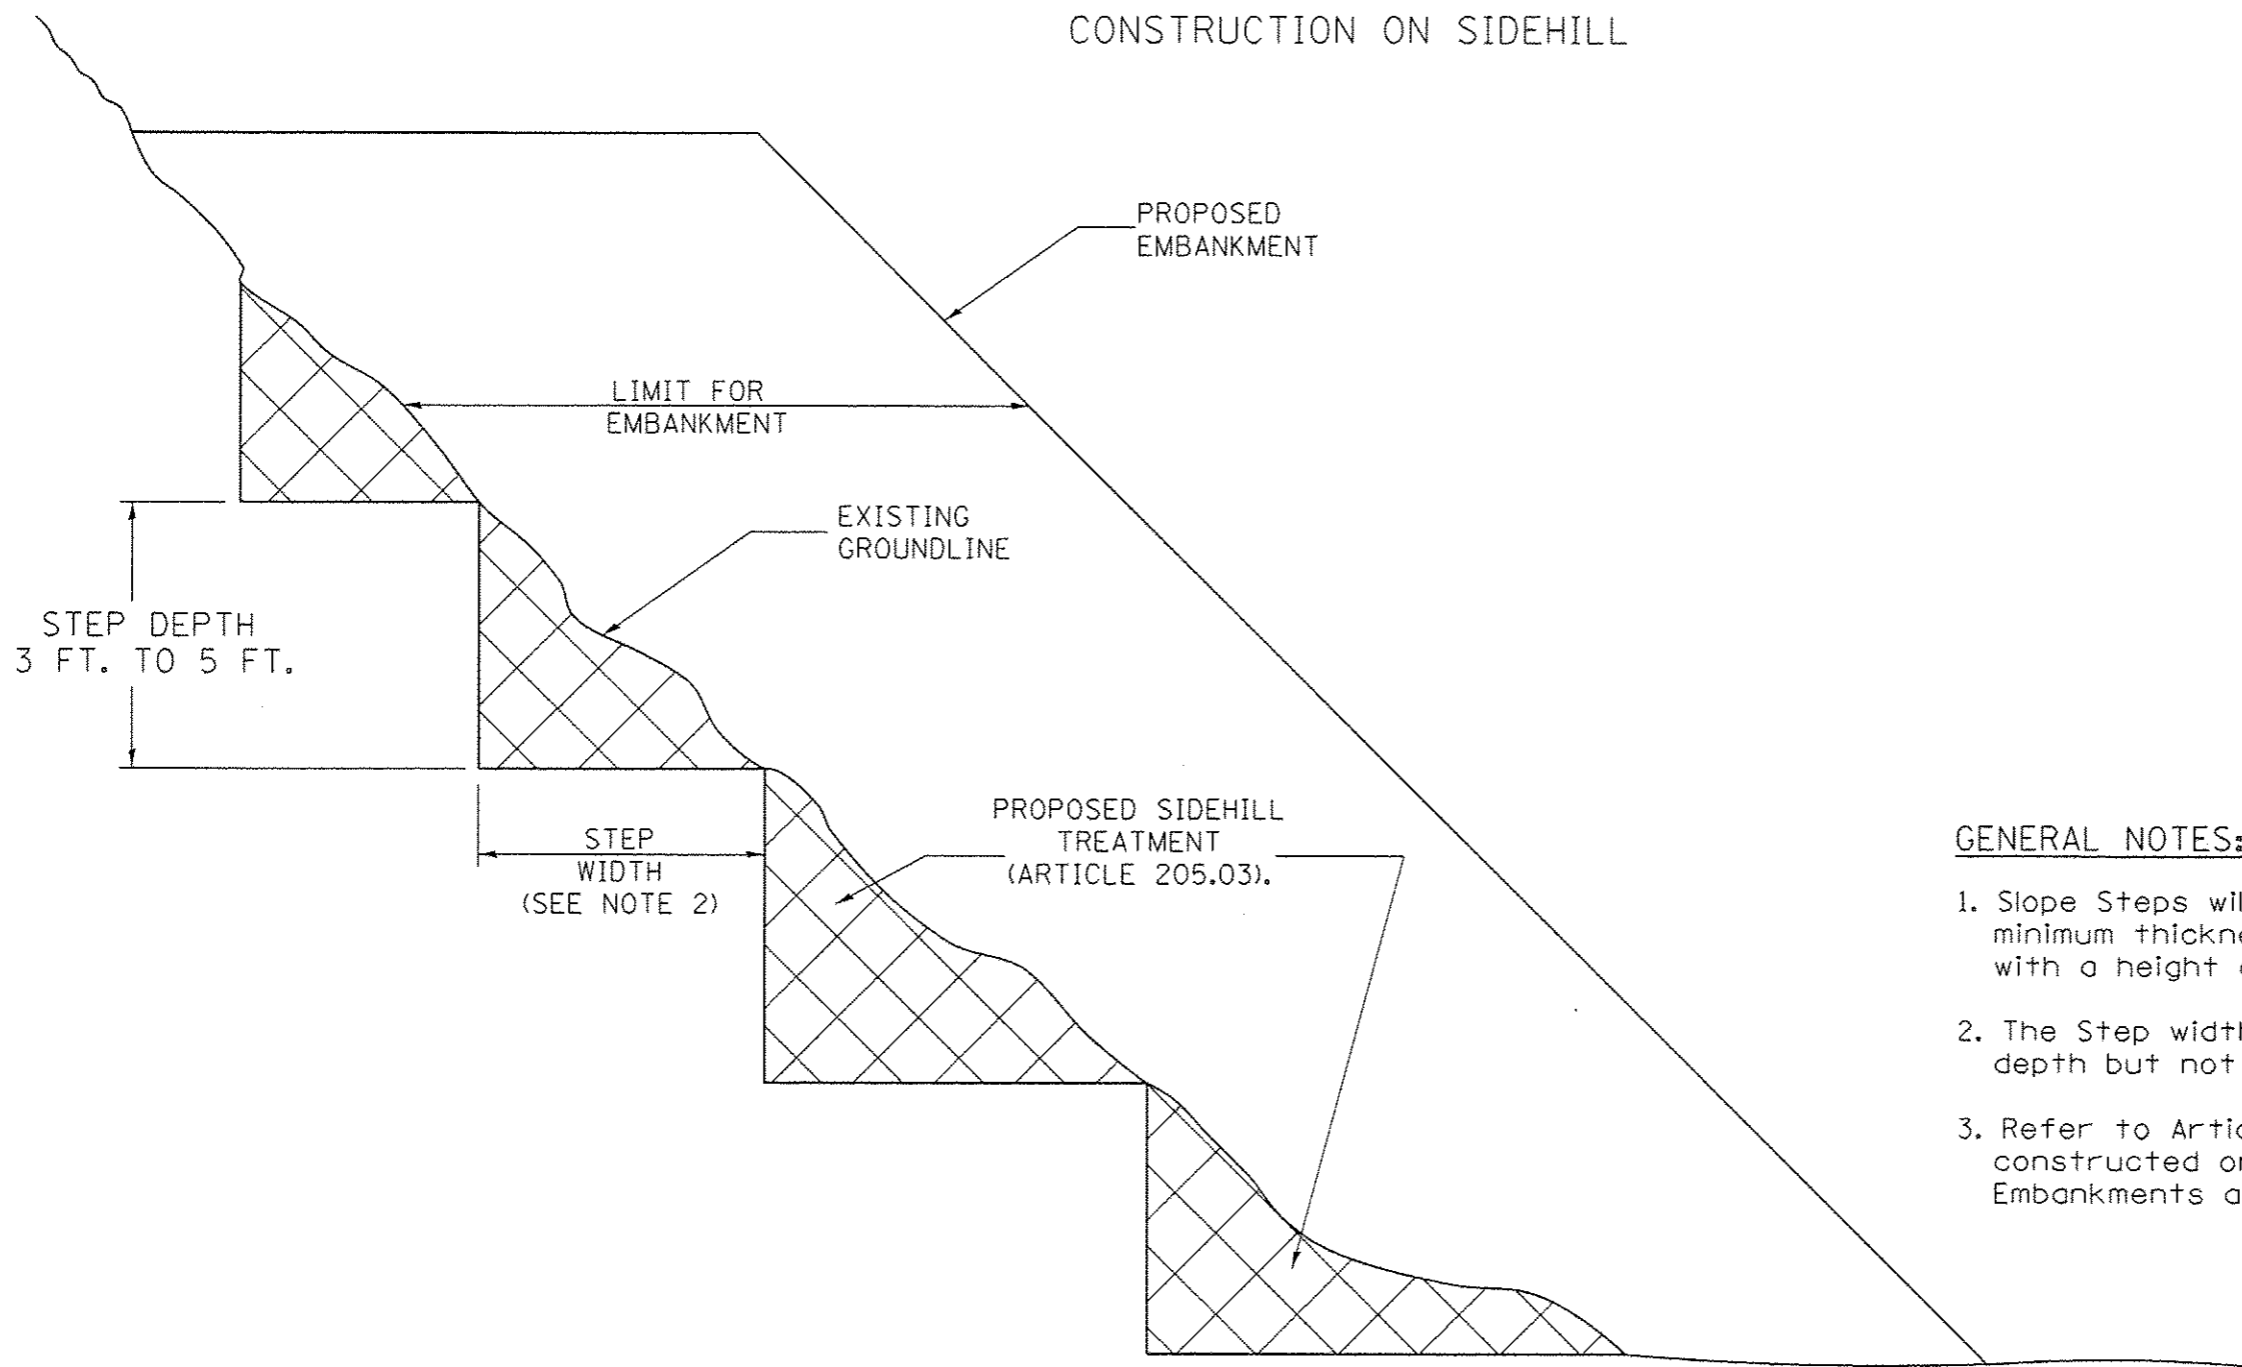 CONSTRUCTION ON SIDEHILL
PROPOSED
EMBANKMENT
LIMIT FOR
EMBANKMENT
EXISTING
GROUNDLINE
STEP DEPTH
3 FT. TO 5 FT.
STEP
WIDTH
(SEE NOTE 2)
PROPOSED SIDEHILL
TREATMENT
(ARTICLE 205.03).
GENERAL NOTES:
1. Slope Steps
minimum
with a height
2. The Step
depth but not
3. Refer to
constructed
Embankments